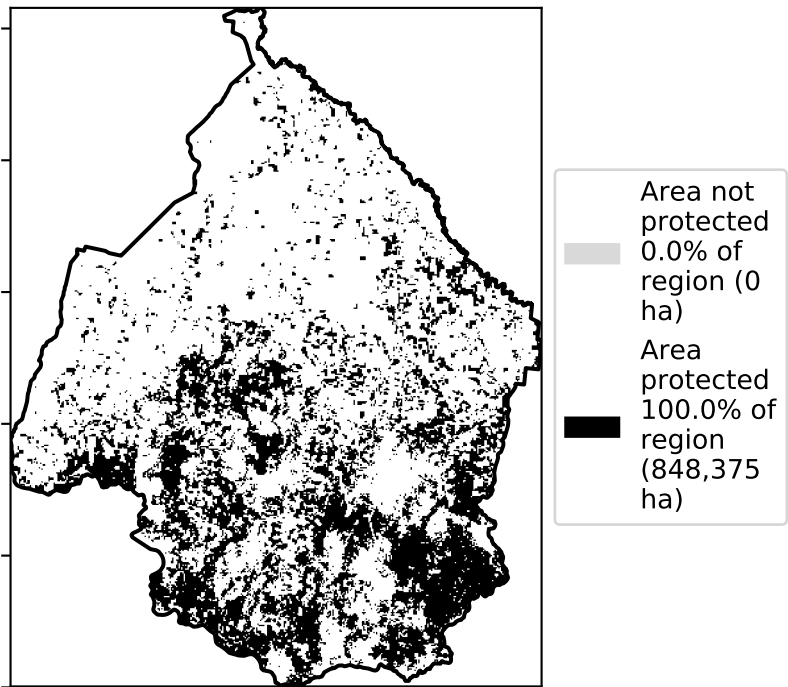 Area not
protected
0.0% of
region (0
ha)
Area
protected
100.0% of
region
(848,375
ha)